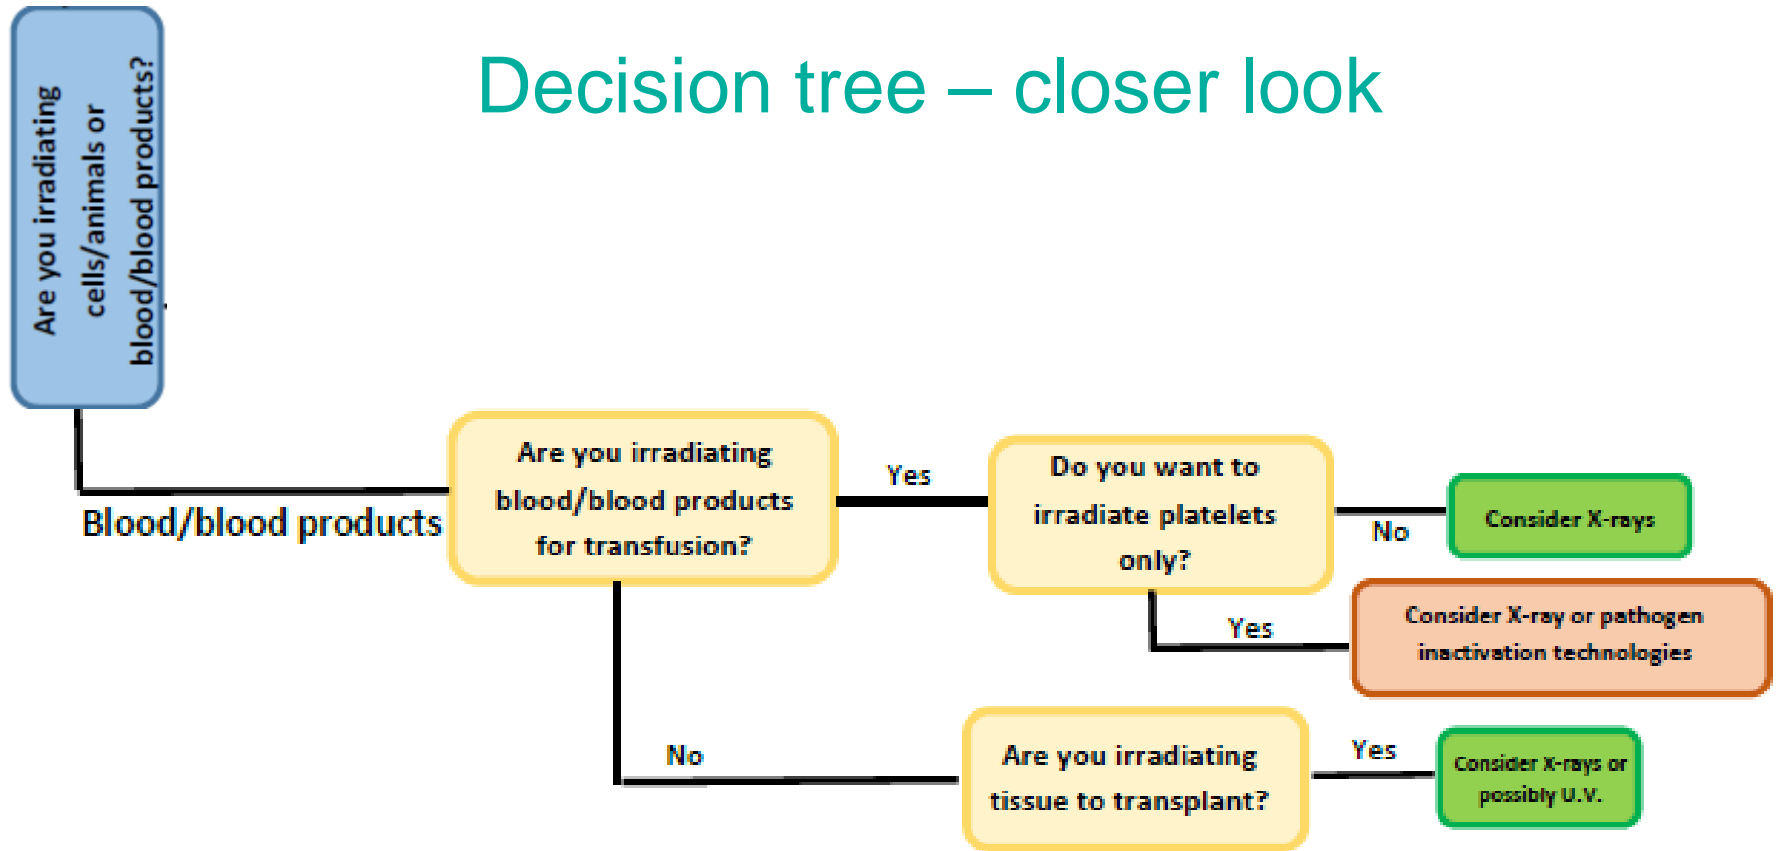 Decision tree – closer look
Are you irradiating
cells/animals or
blood/blood products?
Blood/blood products
Are you irradiating
blood/blood products
for transfusion?
Yes
Do you want to
irradiate platelets
only?
No
Consider X-rays
Yes
Consider X-ray or pathogen
inactivation technologies
No
Are you irradiating
tissue to transplant?
Yes
Consider X-rays or
possibly U.V.